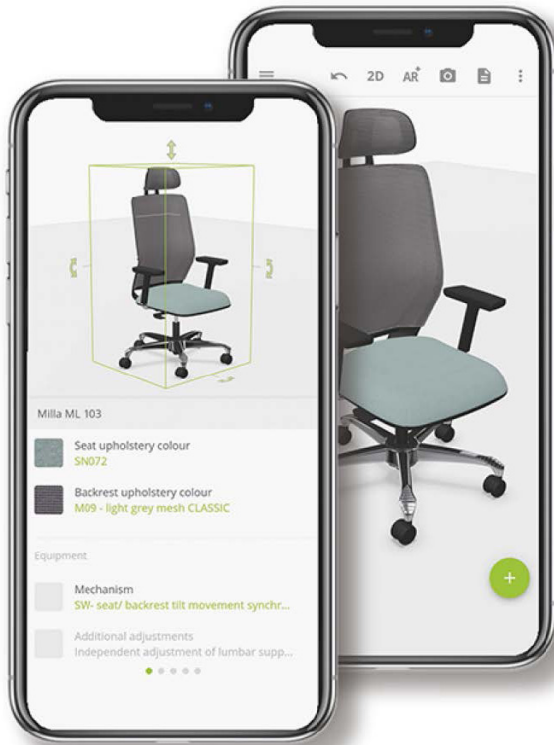 2D
AR+
Milla ML 103
Seat upholstery colour
SN072
Backrest upholstery colour
M09 - light grey mesh CLASSIC
Equipment
Mechanism
SW- seat/ backrest tilt movement synchr...
Additional adjustments
Independent adjustment of lumbar supp...